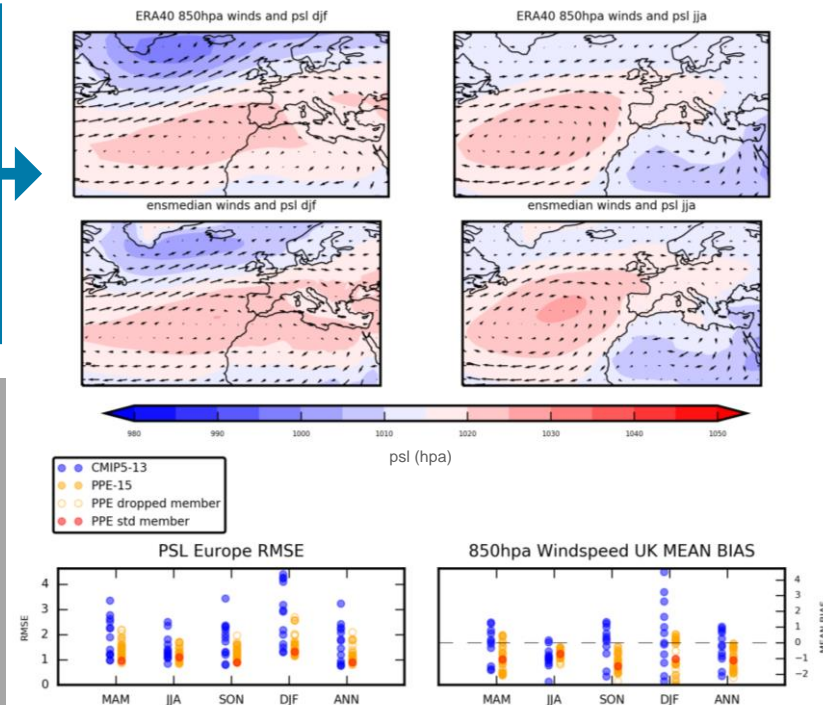 ERA40 850hpa winds and psl djf
ERA40 850hpa winds and psl jja
ensmedian winds and psl djf
ensmedian winds and psl jja
980 990 1000 1010 1020 1030 1040 1050
psl (hpa)
CMIP5-13
PPE-15
PPE dropped member
PPE std member
PSL Europe RMSE
850hpa Windspeed UK MEAN BIAS
4
3
2
1
0
RMSE
MAM JJA SON DJF ANN
4
3
2
1
0
−1
−2
MEAN BIAS
MAM JJA SON DJF ANN